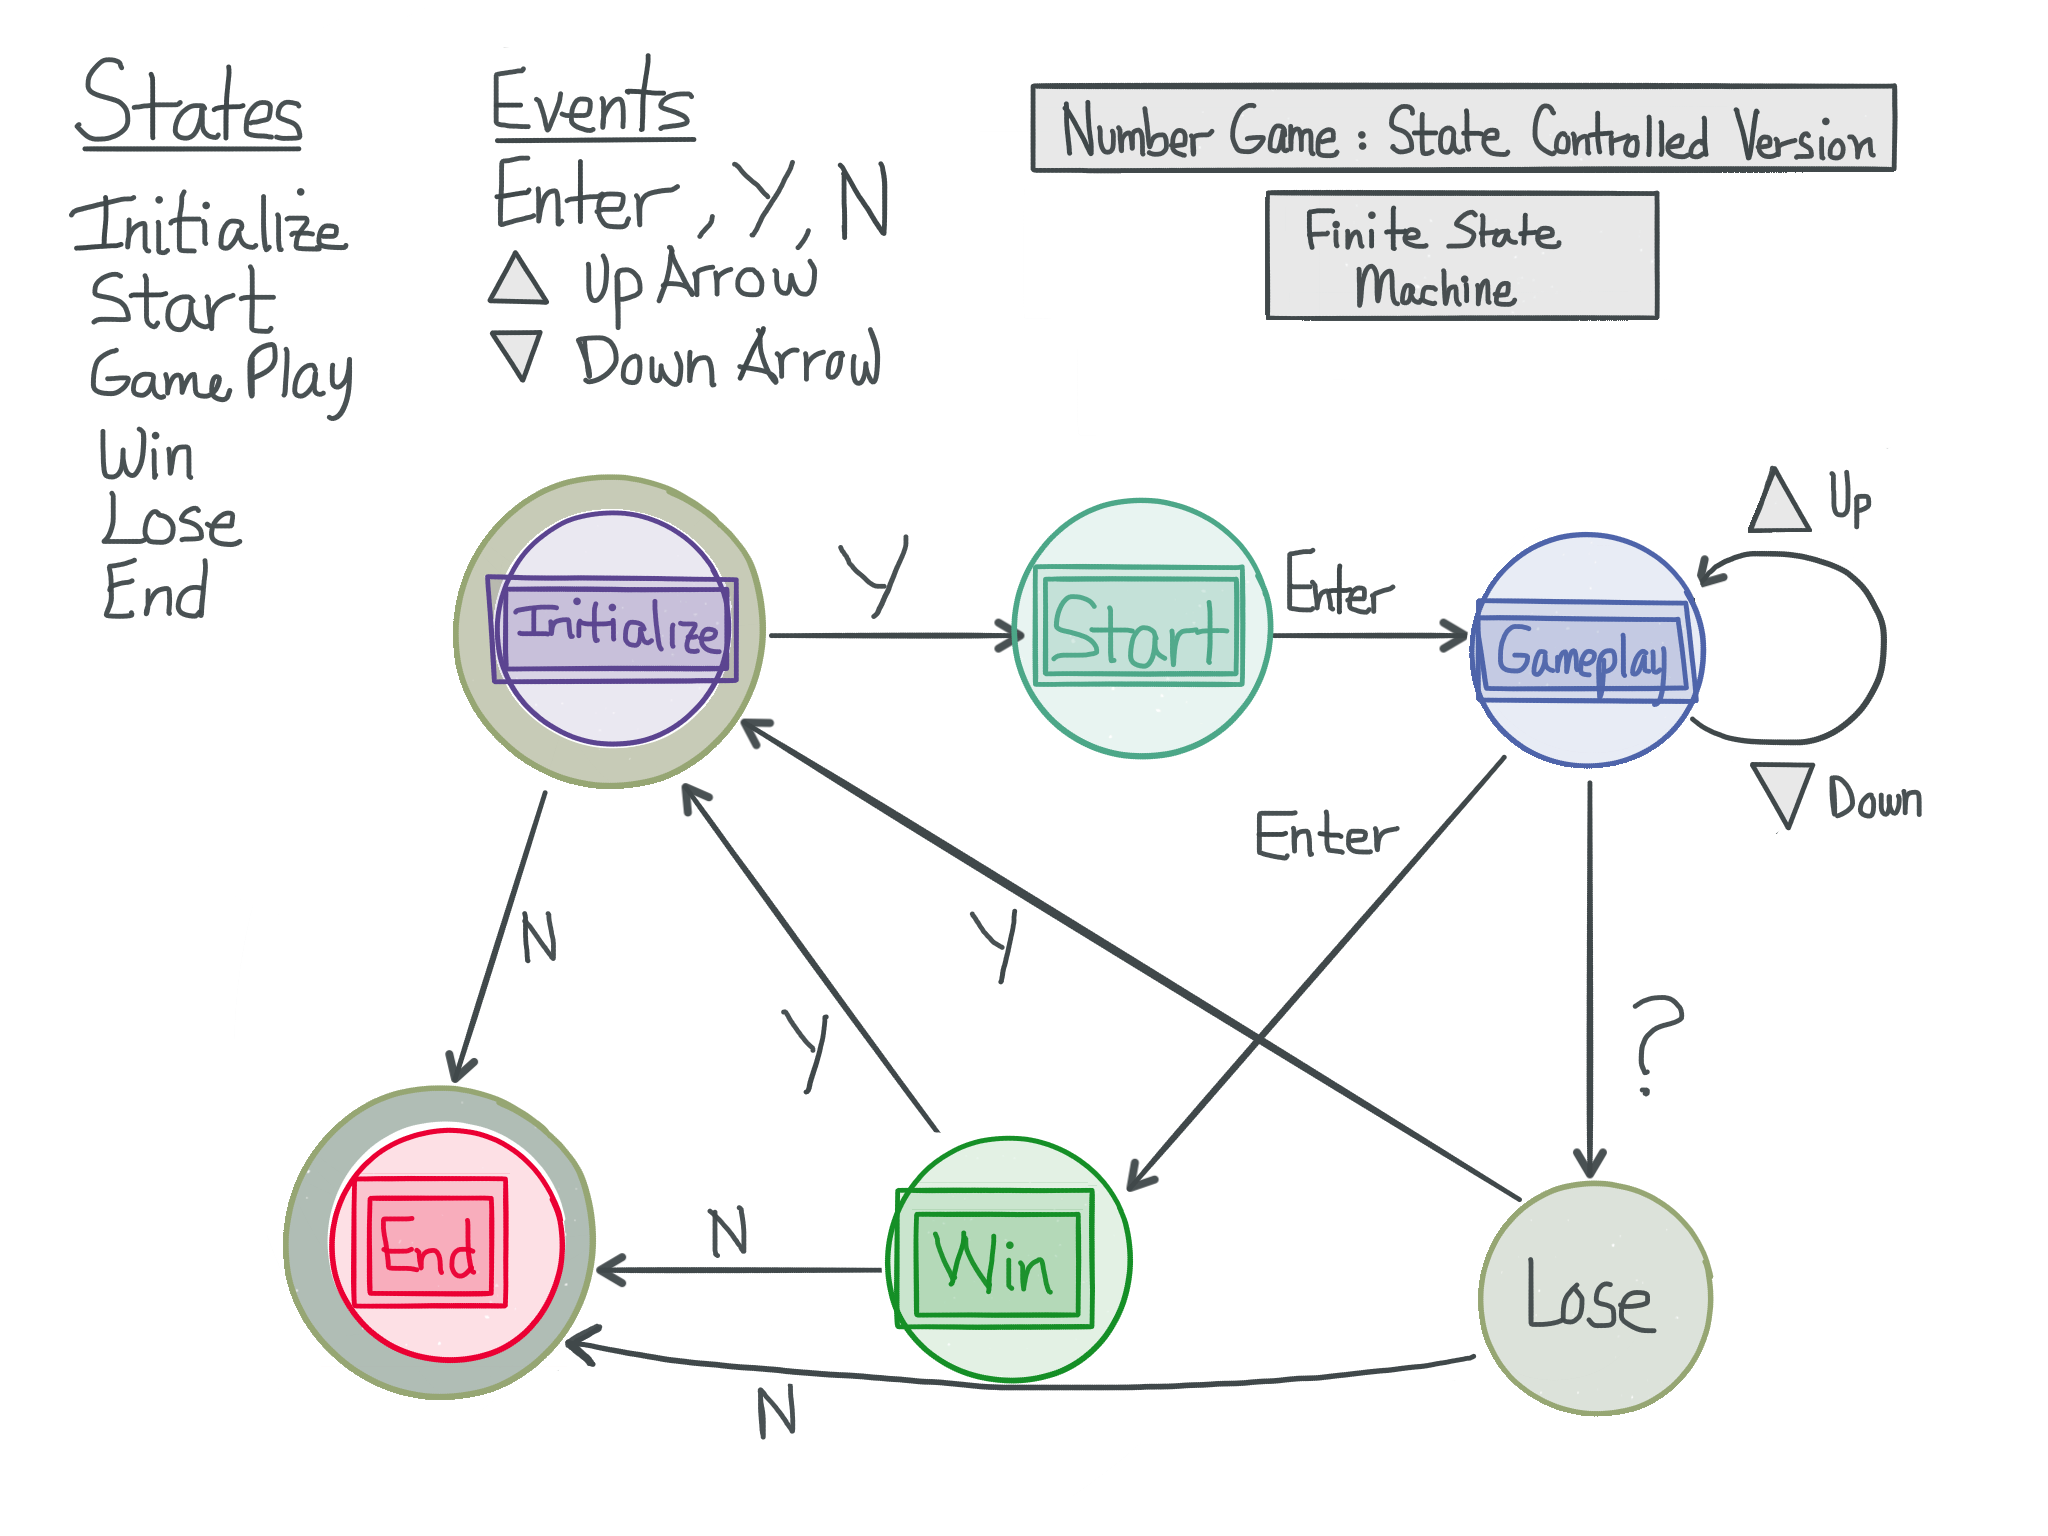 States
Initialize
Start
Game Play
Win
Lose
End
Events
Enter, Y, N
Up Arrow
Down Arrow
Number Game: State Controlled Version
Finite State
Machine
Initialize
Y
Start
Enter
Gameplay
Up
Down
Enter
N
Y
Y
?
End
N
Win
Lose
N